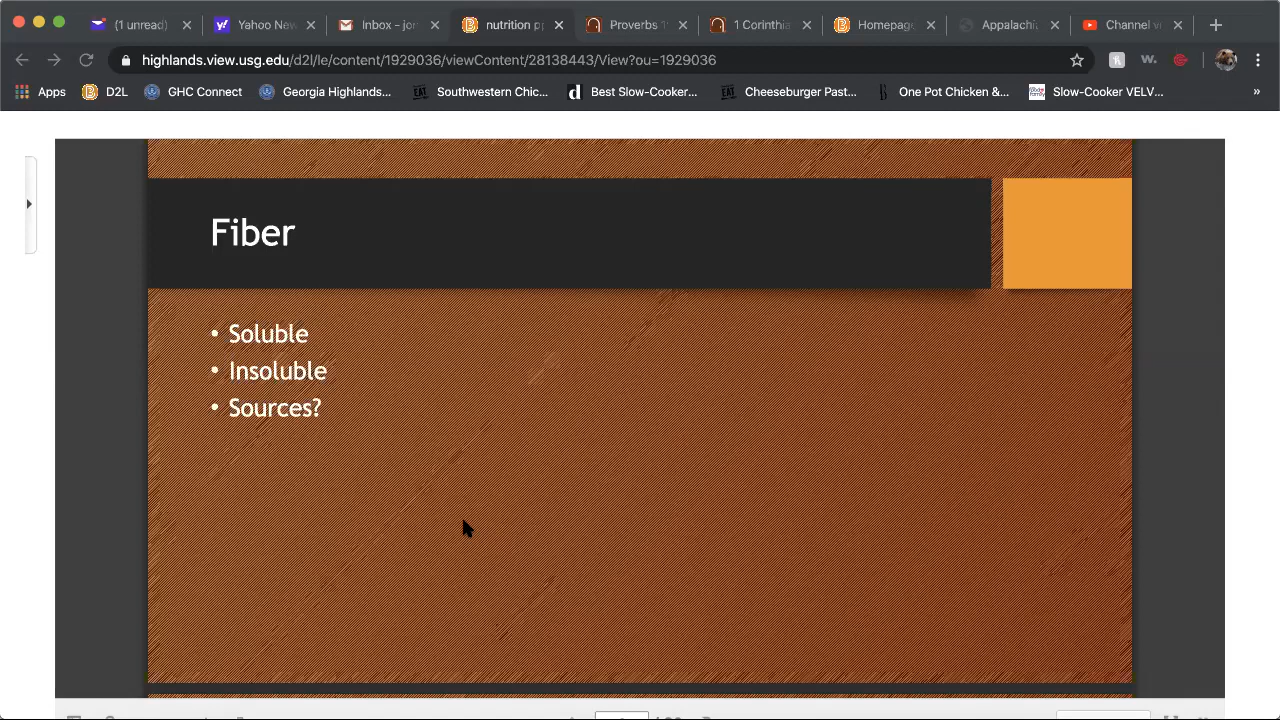 (1 unread)
Yahoo New
Inbox – jor
nutrition pp
Proverbs 1
1 Corinthia
Homepage
Appalachi
Channel vi
highlands.view.usg.edu/d2l/le/content/1929036/viewContent/28138443/View?ou=1929036
Apps
D2L
GHC Connect
Georgia Highlands...
Southwestern Chic...
Best Slow-Cooker...
Cheeseburger Past...
One Pot Chicken &...
Slow-Cooker VELV...
»
Fiber
• Soluble
• Insoluble
• Sources?